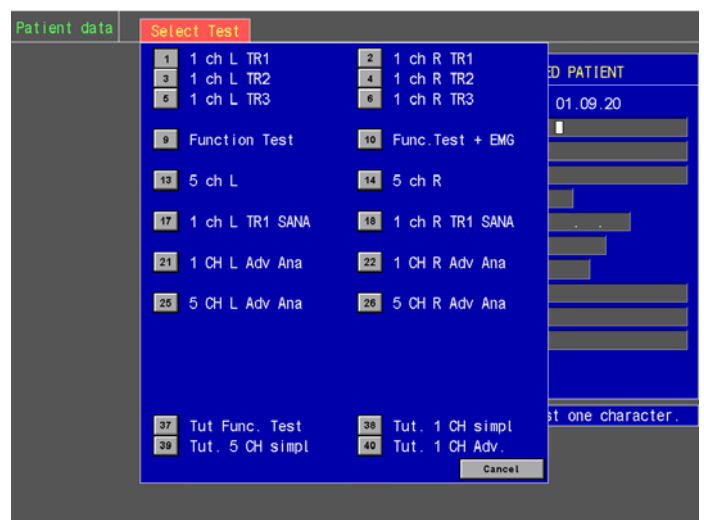 Patient data
Select Test
1 1 ch L TR1 2 1 ch R TR1
3 1 ch L TR2 4 1 ch R TR2
5 1 ch L TR3 6 1 ch R TR3
9 Function Test 10 Func.Test + EMG
13 5 ch L 14 5 ch R
17 1 ch L TR1 SANA 18 1 ch R TR1 SANA
21 1 CH L Adv Ana 22 1 CH R Adv Ana
25 5 CH L Adv Ana 26 5 CH R Adv Ana
37 Tut Func. Test 38 Tut. 1 CH simpl
39 Tut. 5 CH simpl 40 Tut. 1 CH Adv.
Cancel
ED PATIENT
01.09.20
. .
st one character.